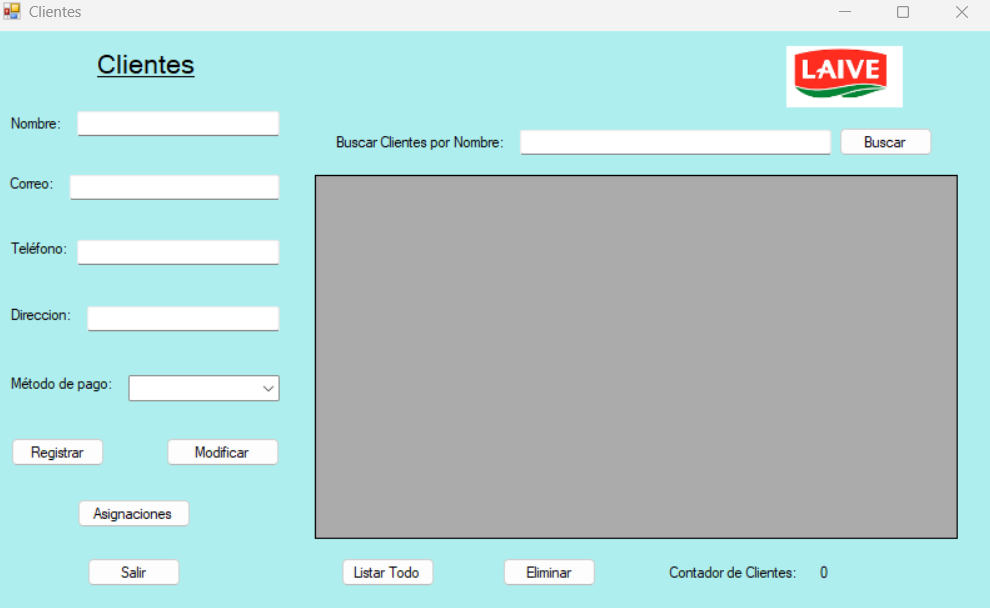 Clientes
Clientes
LAIVE
Nombre:
Buscar Clientes por Nombre:
Buscar
Correo:
Teléfono:
Direccion:
Método de pago:
Registrar
Modificar
Asignaciones
Salir
Listar Todo
Eliminar
Contador de Clientes: 0